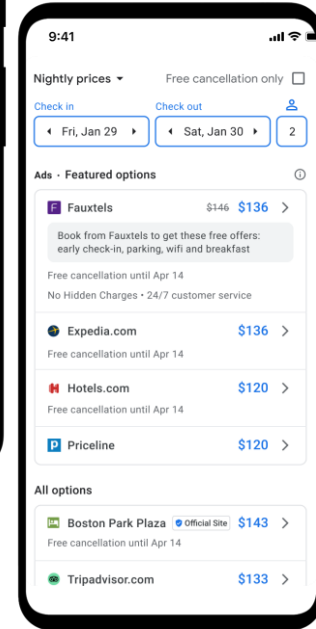 9:41
Nightly prices
Free cancellation only
Check in
Check out
Fri, Jan 29
Sat, Jan 30
2
Ads · Featured options
Fauxtels
$146 $136
Book from Fauxtels to get these free offers:
early check-in, parking, wifi and breakfast
Free cancellation until Apr 14
No Hidden Charges • 24/7 customer service
Expedia.com
$136
Free cancellation until Apr 14
Hotels.com
$120
Free cancellation until Apr 14
Priceline
$120
All options
Boston Park Plaza
Official Site
$143
Free cancellation until Apr 14
Tripadvisor.com
$133